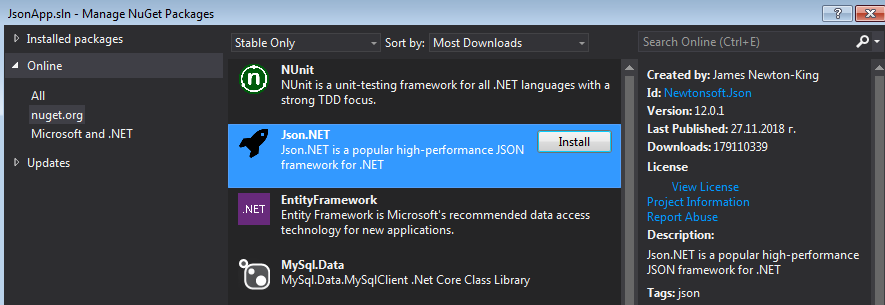 JsonApp.sln - Manage NuGet Packages
?
Installed packages
Online
All
nuget.org
Microsoft and .NET
Updates
Stable Only
Sort by: Most Downloads
NUnit
NUnit is a unit-testing framework for all .NET languages with a
strong TDD focus.
Json.NET
Json.NET is a popular high-performance JSON
framework for .NET
Install
.NET
EntityFramework
Entity Framework is Microsoft's recommended data access
technology for new applications.
MySql.Data
MySql.Data.MySqlClient .Net Core Class Library
Search Online (Ctrl+E)
Created by: James Newton-King
Id: Newtonsoft.Json
Version: 12.0.1
Last Published: 27.11.2018 г.
Downloads: 179110339
License
View License
Project Information
Report Abuse
Description:
Json.NET is a popular high-performance
JSON framework for .NET
Tags: json